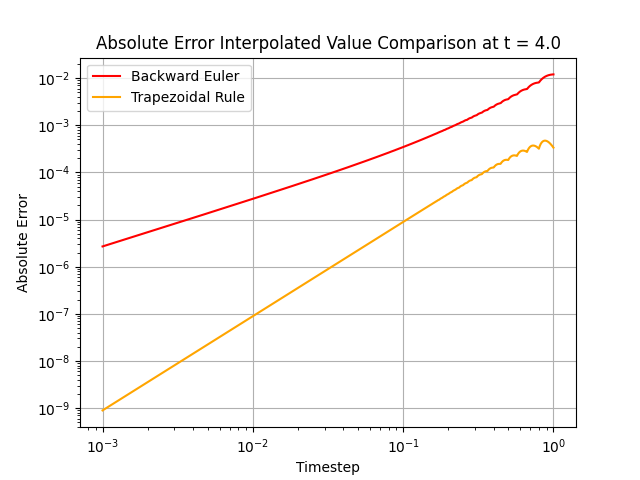 Absolute Error Interpolated Value Comparison at t = 4.0
Backward Euler
Trapezoidal Rule
Absolute Error
10⁻²
10⁻³
10⁻⁴
10⁻⁵
10⁻⁶
10⁻⁷
10⁻⁸
10⁻⁹
10⁻³ 10⁻² 10⁻¹ 10⁰
Timestep